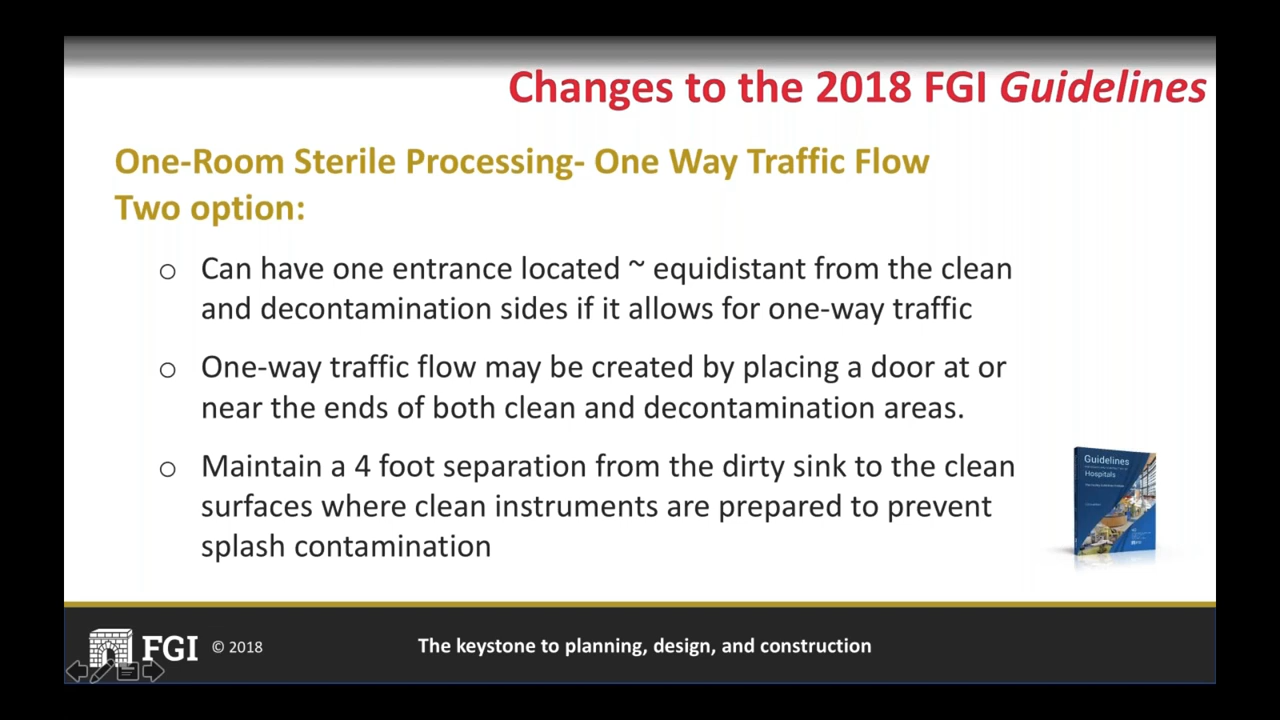 Changes to the 2018 FGI Guidelines
One-Room Sterile Processing- One Way Traffic Flow
Two option:
o Can have one entrance located ~ equidistant from the clean
and decontamination sides if it allows for one-way traffic
o One-way traffic flow may be created by placing a door at or
near the ends of both clean and decontamination areas.
o Maintain a 4 foot separation from the dirty sink to the clean
surfaces where clean instruments are prepared to prevent
splash contamination
Guidelines
Hospitals
FGI © 2018
The keystone to planning, design, and construction